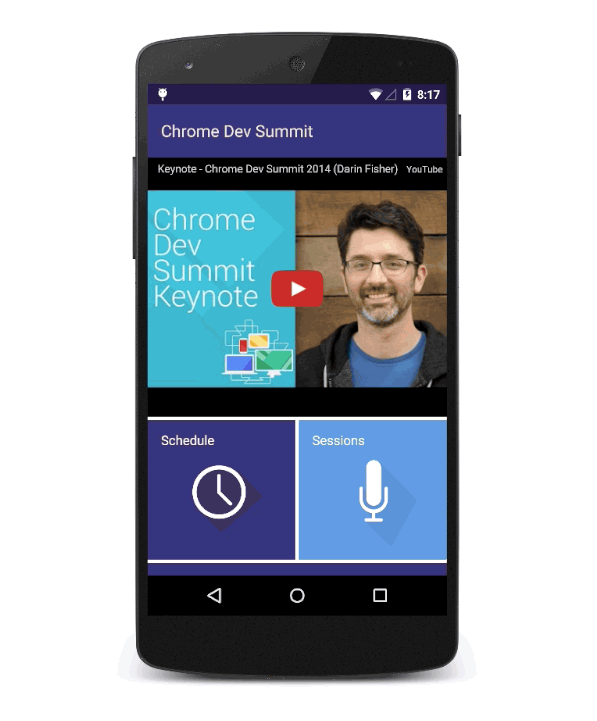 8:17
Chrome Dev Summit
Keynote - Chrome Dev Summit 2014 (Darin Fisher) YouTube
Chrome
Dev
Summit
Keynote
Schedule Sessions